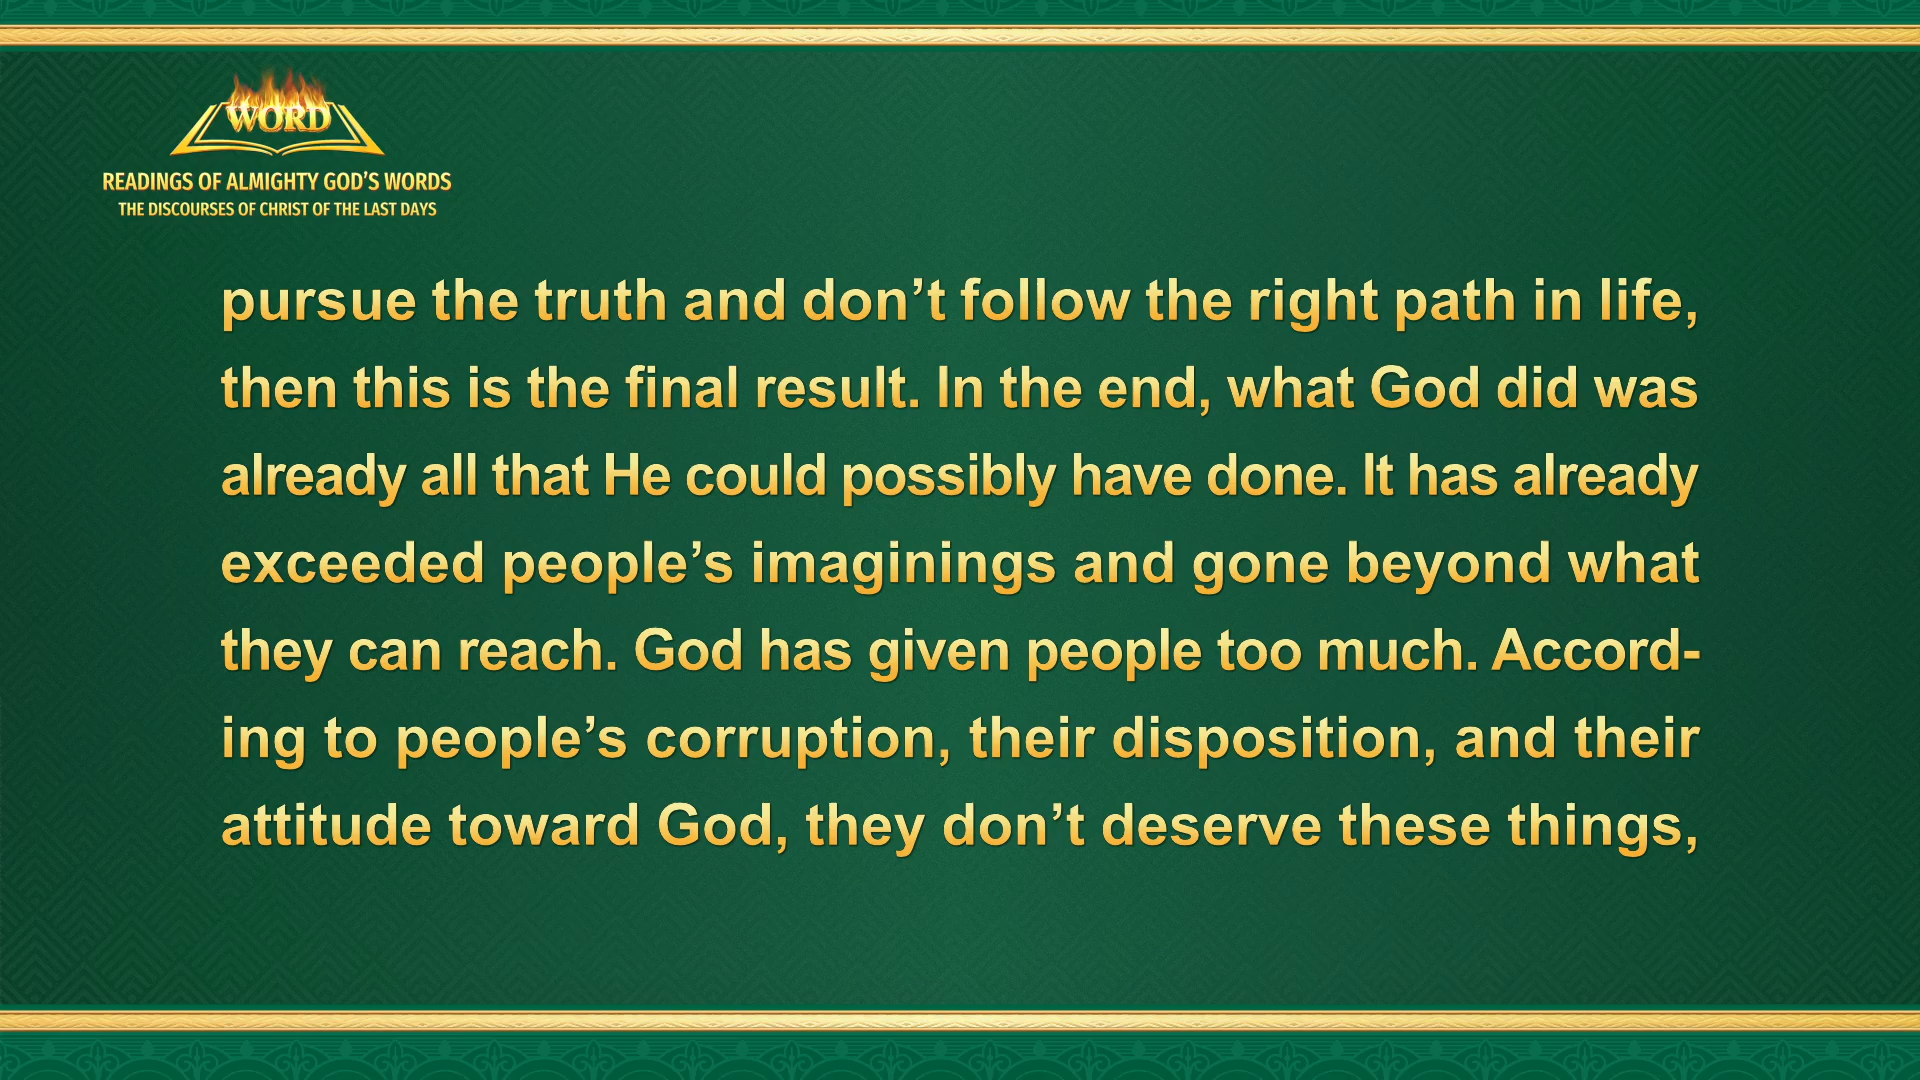 WORD
READINGS OF ALMIGHTY GOD'S WORDS
THE DISCOURSES OF CHRIST OF THE LAST DAYS
pursue the truth and don’t follow the right path in life,
then this is the final result. In the end, what God did was
already all that He could possibly have done. It has already
exceeded people’s imaginings and gone beyond what
they can reach. God has given people too much. Accord-
ing to people’s corruption, their disposition, and their
attitude toward God, they don’t deserve these things,